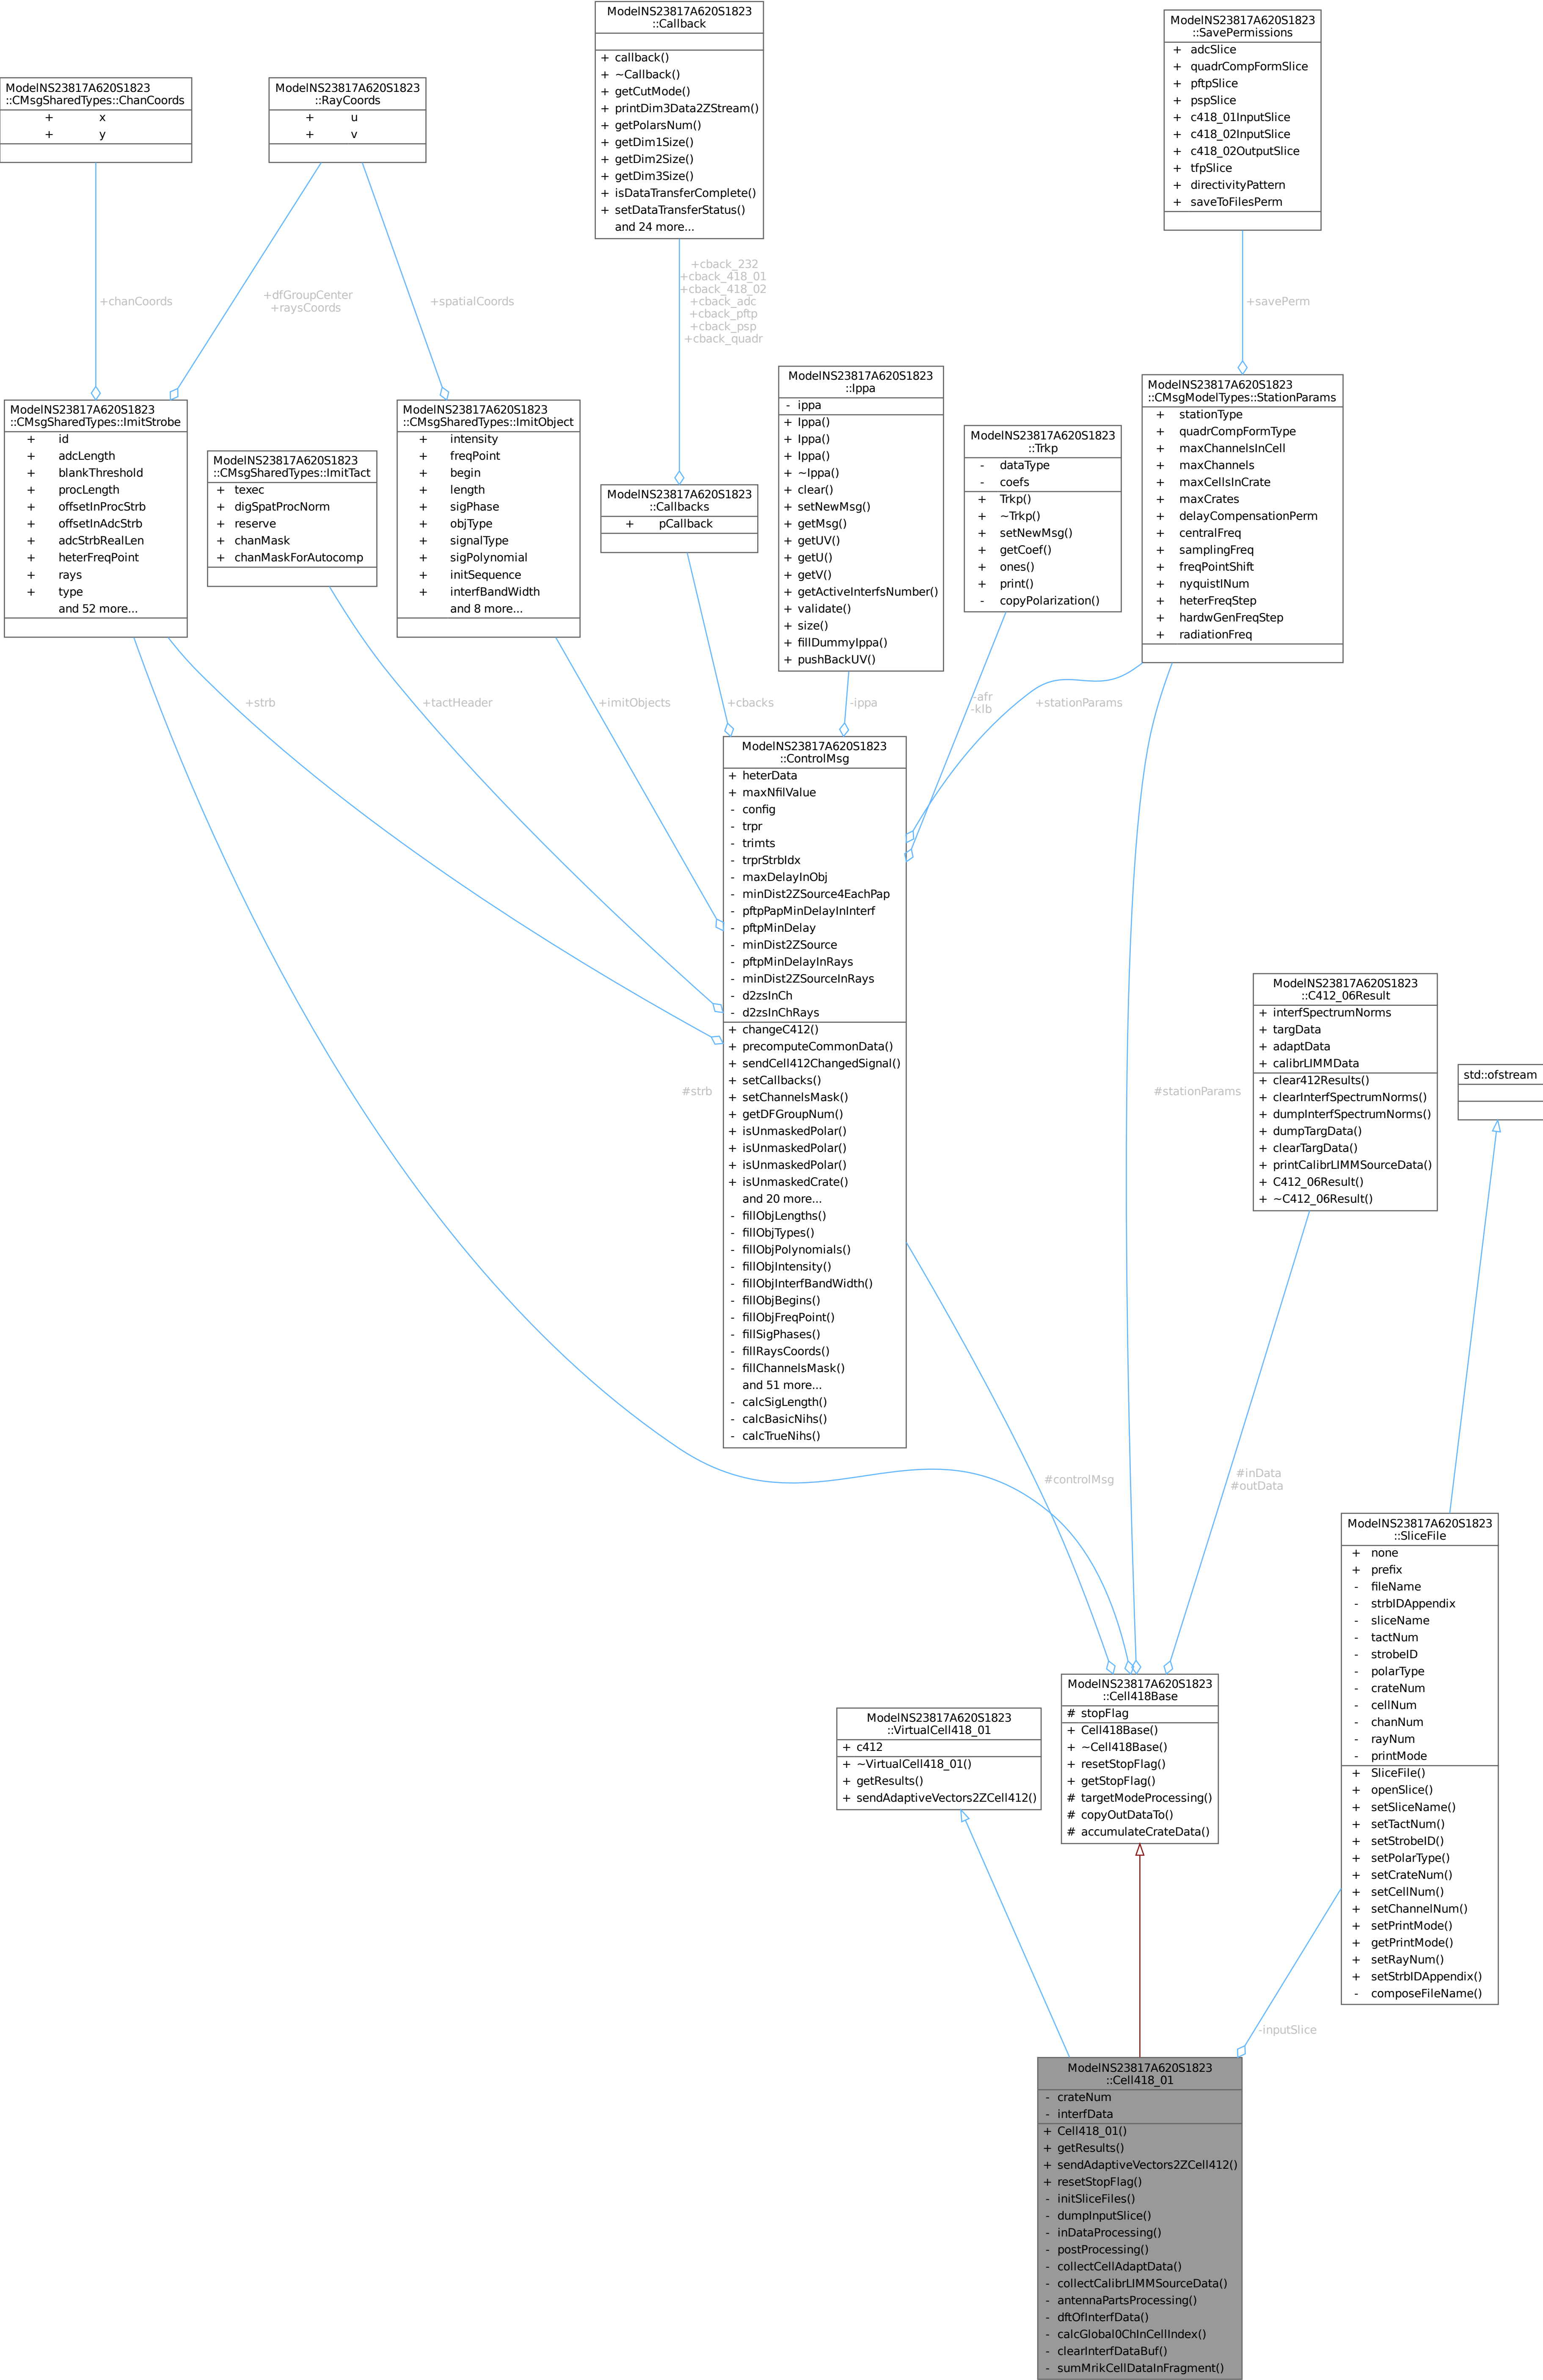 ModelNS23817A620S1823
::Callback
+ callback()
+ ~Callback()
+ getCutMode()
+ printDim3Data2ZStream()
+ getPolarsNum()
+ getDim1Size()
+ getDim2Size()
+ getDim3Size()
+ isDataTransferComplete()
+ setDataTransferStatus()
and 24 more...
ModelNS23817A620S1823
::SavePermissions
+ adcSlice
+ quadrCompFormSlice
+ pftpSlice
+ pspSlice
+ c418_01InputSlice
+ c418_02InputSlice
+ c418_02OutputSlice
+ tfpSlice
+ directivityPattern
+ saveToFilesPerm
ModelNS23817A620S1823
::CMsgSharedTypes::ChanCoords
+ x
+ y
ModelNS23817A620S1823
::RayCoords
+ u
+ v
+chanCoords
+dfGroupCenter
+raysCoords
+spatialCoords
+cback_232
+cback_418_01
+cback_418_02
+cback_adc
+cback_pftp
+cback_psp
+cback_quadr
+savePerm
ModelNS23817A620S1823
::CMsgSharedTypes::ImitStrobe
+ id
+ adcLength
+ blankThreshold
+ procLength
+ offsetInProcStrb
+ offsetInAdcStrb
+ adcStrbRealLen
+ heterFreqPoint
+ rays
+ type
and 52 more...
ModelNS23817A620S1823
::CMsgSharedTypes::ImitTact
+ texec
+ digSpatProcNorm
+ reserve
+ chanMask
+ chanMaskForAutocomp
ModelNS23817A620S1823
::CMsgSharedTypes::ImitObject
+ intensity
+ freqPoint
+ begin
+ length
+ sigPhase
+ objType
+ signalType
+ sigPolynomial
+ initSequence
+ interfBandWidth
and 8 more...
ModelNS23817A620S1823
::Callbacks
+ pCallback
ModelNS23817A620S1823
::Ippa
- ippa
+ Ippa()
+ Ippa()
+ Ippa()
+ ~Ippa()
+ clear()
+ setNewMsg()
+ getMsg()
+ getUV()
+ getU()
+ getV()
+ getActiveInterfsNumber()
+ validate()
+ size()
+ fillDummyIppa()
+ pushBackUV()
ModelNS23817A620S1823
::Trkp
- dataType
- coefs
+ Trkp()
+ ~Trkp()
+ setNewMsg()
+ getCoef()
+ ones()
+ print()
- copyPolarization()
ModelNS23817A620S1823
::CMsgModelTypes::StationParams
+ stationType
+ quadrCompFormType
+ maxChannelsInCell
+ maxChannels
+ maxCellsInCrate
+ maxCrates
+ delayCompensationPerm
+ centralFreq
+ samplingFreq
+ freqPointShift
+ nyquistINum
+ heterFreqStep
+ hardwGenFreqStep
+ radiationFreq
+strb
+tactHeader
+imitObjects
+cbacks
-ippa
-afr
-klb
+stationParams
ModelNS23817A620S1823
::ControlMsg
+ heterData
+ maxNfilValue
- config
- trpr
- trimts
- trprStrbIdx
- maxDelayInObj
- minDist2ZSource4EachPap
- pftpPapMinDelayInInterf
- pftpMinDelay
- minDist2ZSource
- pftpMinDelayInRays
- minDist2ZSourceInRays
- d2zsInCh
- d2zsInChRays
+ changeC412()
+ precomputeCommonData()
+ sendCell412ChangedSignal()
+ setCallbacks()
+ setChannelsMask()
+ getDFGroupNum()
+ isUnmaskedPolar()
+ isUnmaskedPolar()
+ isUnmaskedPolar()
+ isUnmaskedCrate()
and 20 more...
- fillObjLengths()
- fillObjTypes()
- fillObjPolynomials()
- fillObjIntensity()
- fillObjInterfBandWidth()
- fillObjBegins()
- fillObjFreqPoint()
- fillSigPhases()
- fillRaysCoords()
- fillChannelsMask()
and 51 more...
- calcSigLength()
- calcBasicNihs()
- calcTrueNihs()
#strb
#stationParams
ModelNS23817A620S1823
::C412_06Result
+ interfSpectrumNorms
+ targData
+ adaptData
+ calibrLIMMData
+ clear412Results()
+ clearInterfSpectrumNorms()
+ dumpInterfSpectrumNorms()
+ dumpTargData()
+ clearTargData()
+ printCalibrLIMMSourceData()
+ C412_06Result()
+ ~C412_06Result()
std::ofstream
#controlMsg
#inData
#outData
ModelNS23817A620S1823
::SliceFile
+ none
+ prefix
- fileName
- strbIDAppendix
- sliceName
- tactNum
- strobeID
- polarType
- crateNum
- cellNum
- chanNum
- rayNum
- printMode
+ SliceFile()
+ openSlice()
+ setSliceName()
+ setTactNum()
+ setStrobeID()
+ setPolarType()
+ setCrateNum()
+ setCellNum()
+ setChannelNum()
+ setPrintMode()
+ getPrintMode()
+ setRayNum()
+ setStrbIDAppendix()
- composeFileName()
ModelNS23817A620S1823
::VirtualCell418_01
+ c412
+ ~VirtualCell418_01()
+ getResults()
+ sendAdaptiveVectors2ZCell412()
ModelNS23817A620S1823
::Cell418Base
# stopFlag
+ Cell418Base()
+ ~Cell418Base()
+ resetStopFlag()
+ getStopFlag()
# targetModeProcessing()
# copyOutDataTo()
# accumulateCrateData()
-inputSlice
ModelNS23817A620S1823
::Cell418_01
- crateNum
- interfData
+ Cell418_01()
+ getResults()
+ sendAdaptiveVectors2ZCell412()
+ resetStopFlag()
- initSliceFiles()
- dumpInputSlice()
- inDataProcessing()
- postProcessing()
- collectCellAdaptData()
- collectCalibrLIMMSourceData()
- antennaPartsProcessing()
- dftOfInterfData()
- calcGlobal0ChInCellIndex()
- clearInterfDataBuf()
- sumMrikCellDataInFragment()